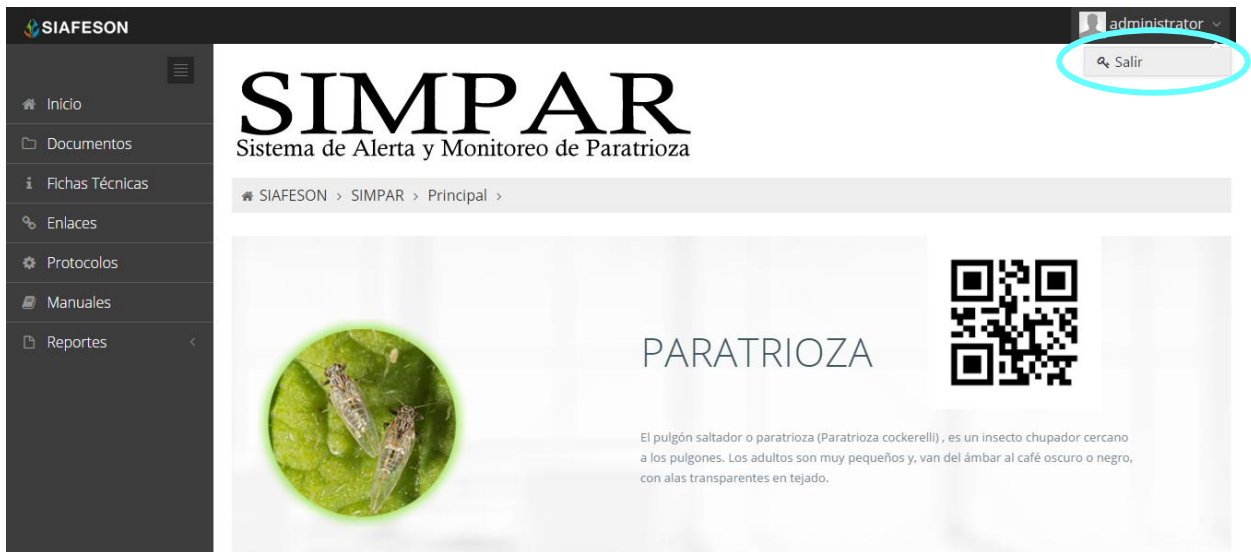 SIAFESON
administrator
Salir
Inicio
Documentos
Fichas Técnicas
Enlaces
Protocolos
Manuales
Reportes
SIMPAR
Sistema de Alerta y Monitoreo de Paratrioza
SIAFESON > SIMPAR > Principal >
PARATRIOZA
El pulgón saltador o paratrioza (Paratrioza cockerelli) , es un insecto chupador cercano
a los pulgones. Los adultos son muy pequeños y, van del ámbar al café oscuro o negro,
con alas transparentes en tejado.